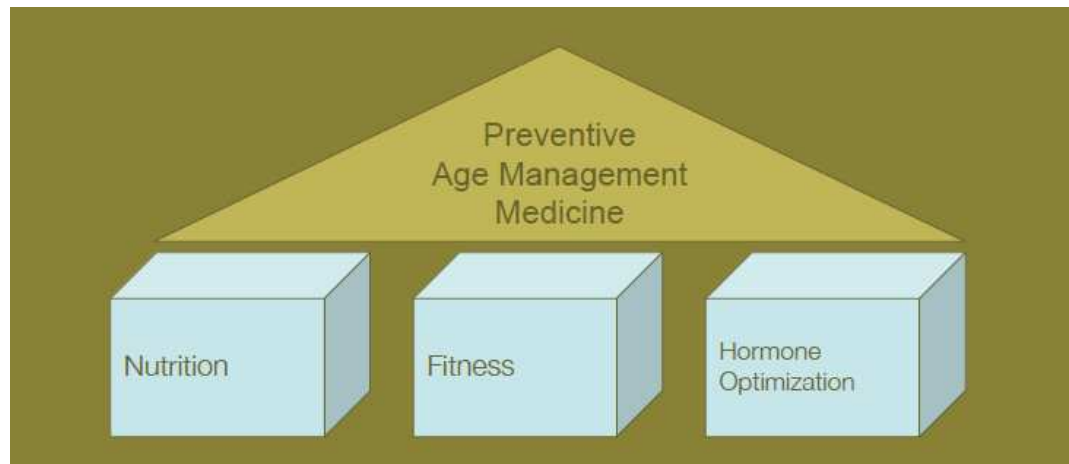 Preventive
Age Management
Medicine
Nutrition
Fitness
Hormone
Optimization